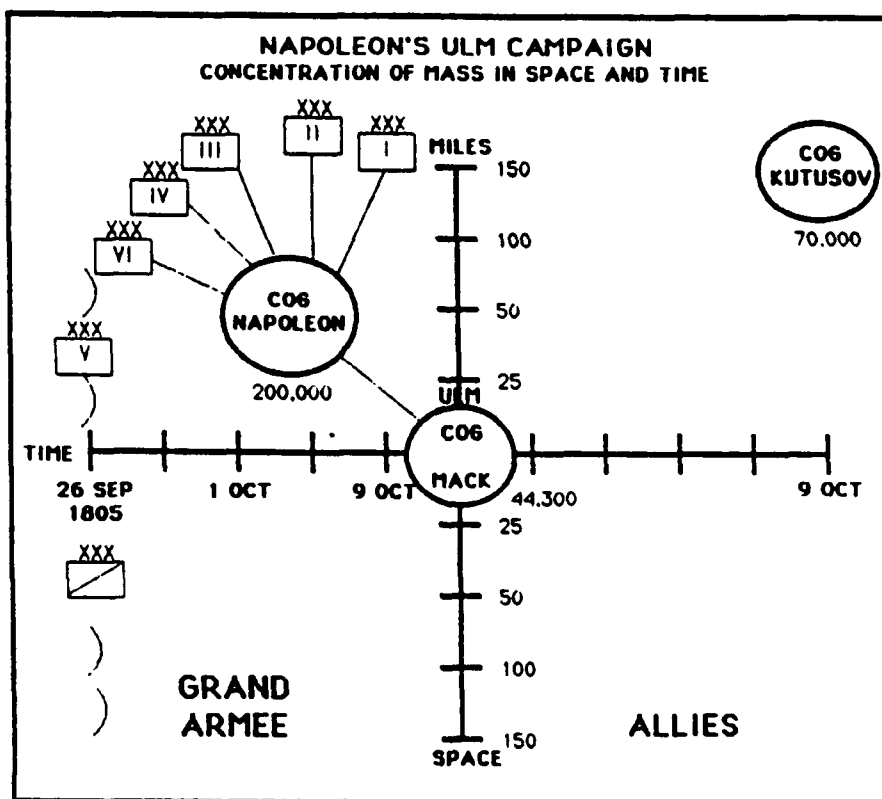 NAPOLEON'S ULM CAMPAIGN
CONCENTRATION OF MASS IN SPACE AND TIME
XXX
II
XXX
I
XXX
III
XXX
IV
XXX
VI
XXX
V
COG
NAPOLEON
200,000
MILES
150
100
50
25
ULM
COG
KUTUSOV
70.000
COG
MACK
44.300
TIME
26 SEP
1805
1 OCT
9 OCT
9 OCT
25
50
100
150
SPACE
XXX
GRAND
ARMEE
ALLIES